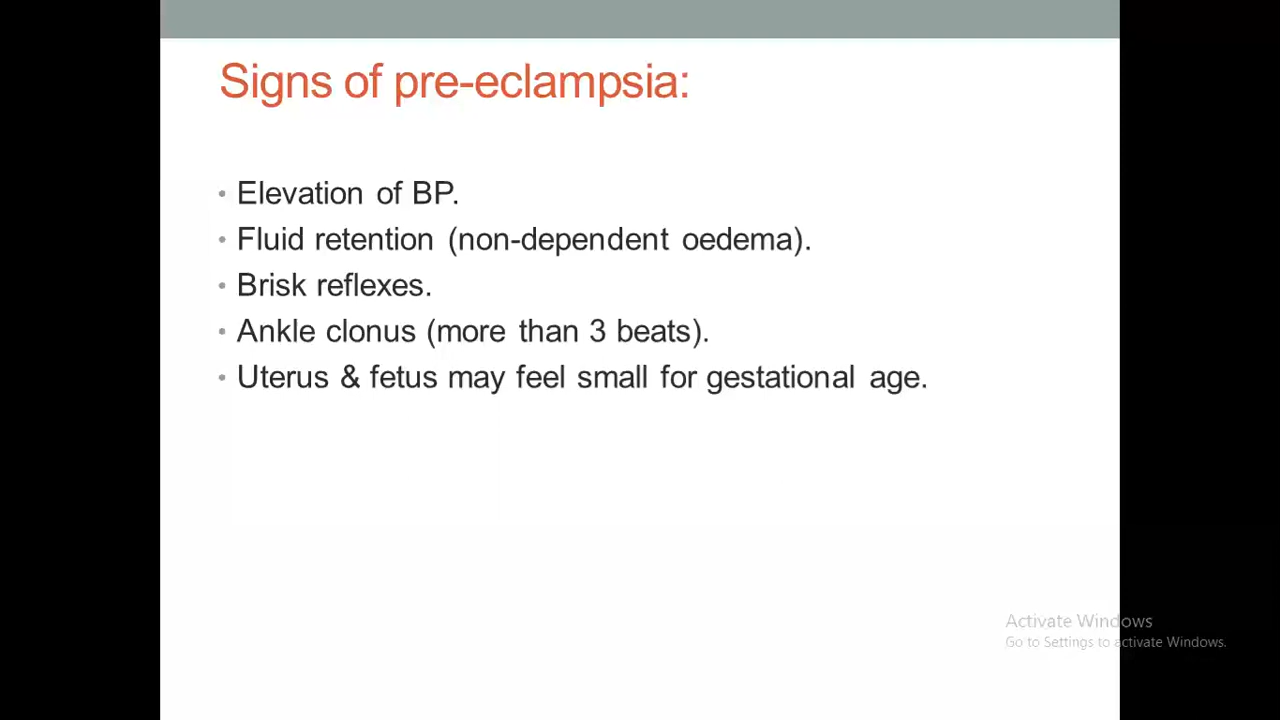 Signs of pre-eclampsia:
• Elevation of BP.
• Fluid retention (non-dependent oedema).
• Brisk reflexes.
• Ankle clonus (more than 3 beats).
• Uterus & fetus may feel small for gestational age.
Activate Windows
Go to Settings to activate Windows.